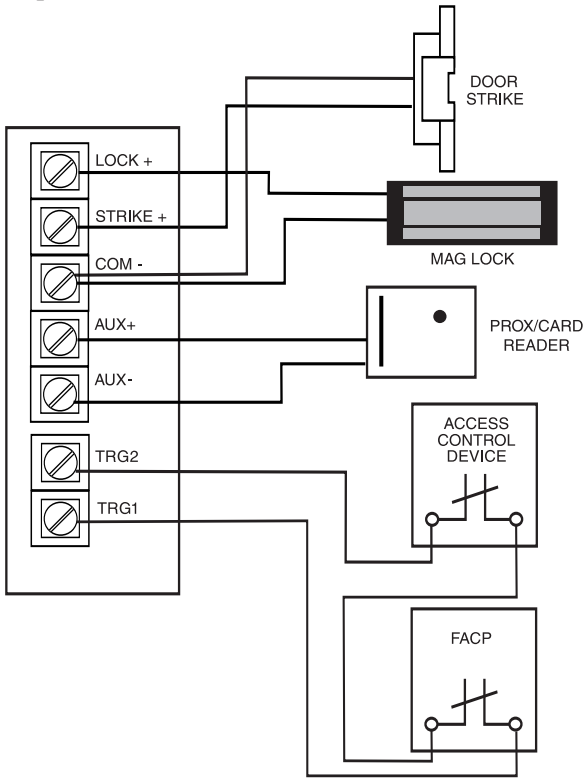 DOOR
STRIKE
LOCK +
STRIKE +
COM -
MAG LOCK
AUX+
PROX/CARD
READER
AUX-
ACCESS
CONTROL
DEVICE
TRG2
TRG1
FACP